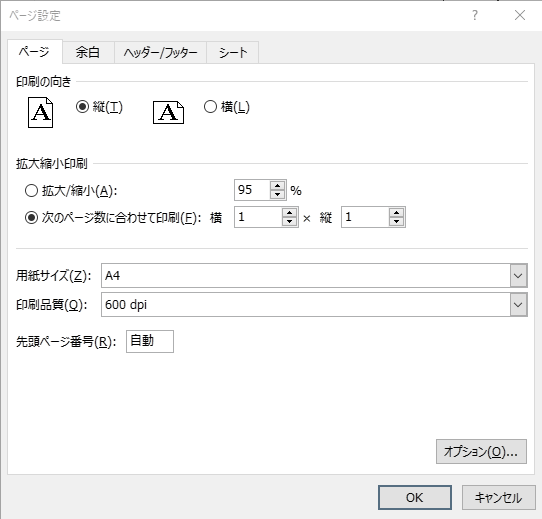 ページ設定
ページ 余白 ヘッダー/フッター シート
印刷の向き
A 縦(T) A 横(L)
拡大縮小印刷
拡大/縮小(A): 95 %
次のページ数に合わせて印刷(F): 横 1 × 縦 1
用紙サイズ(Z): A4
印刷品質(Q): 600 dpi
先頭ページ番号(R): 自動
オプション(O)...
OK キャンセル